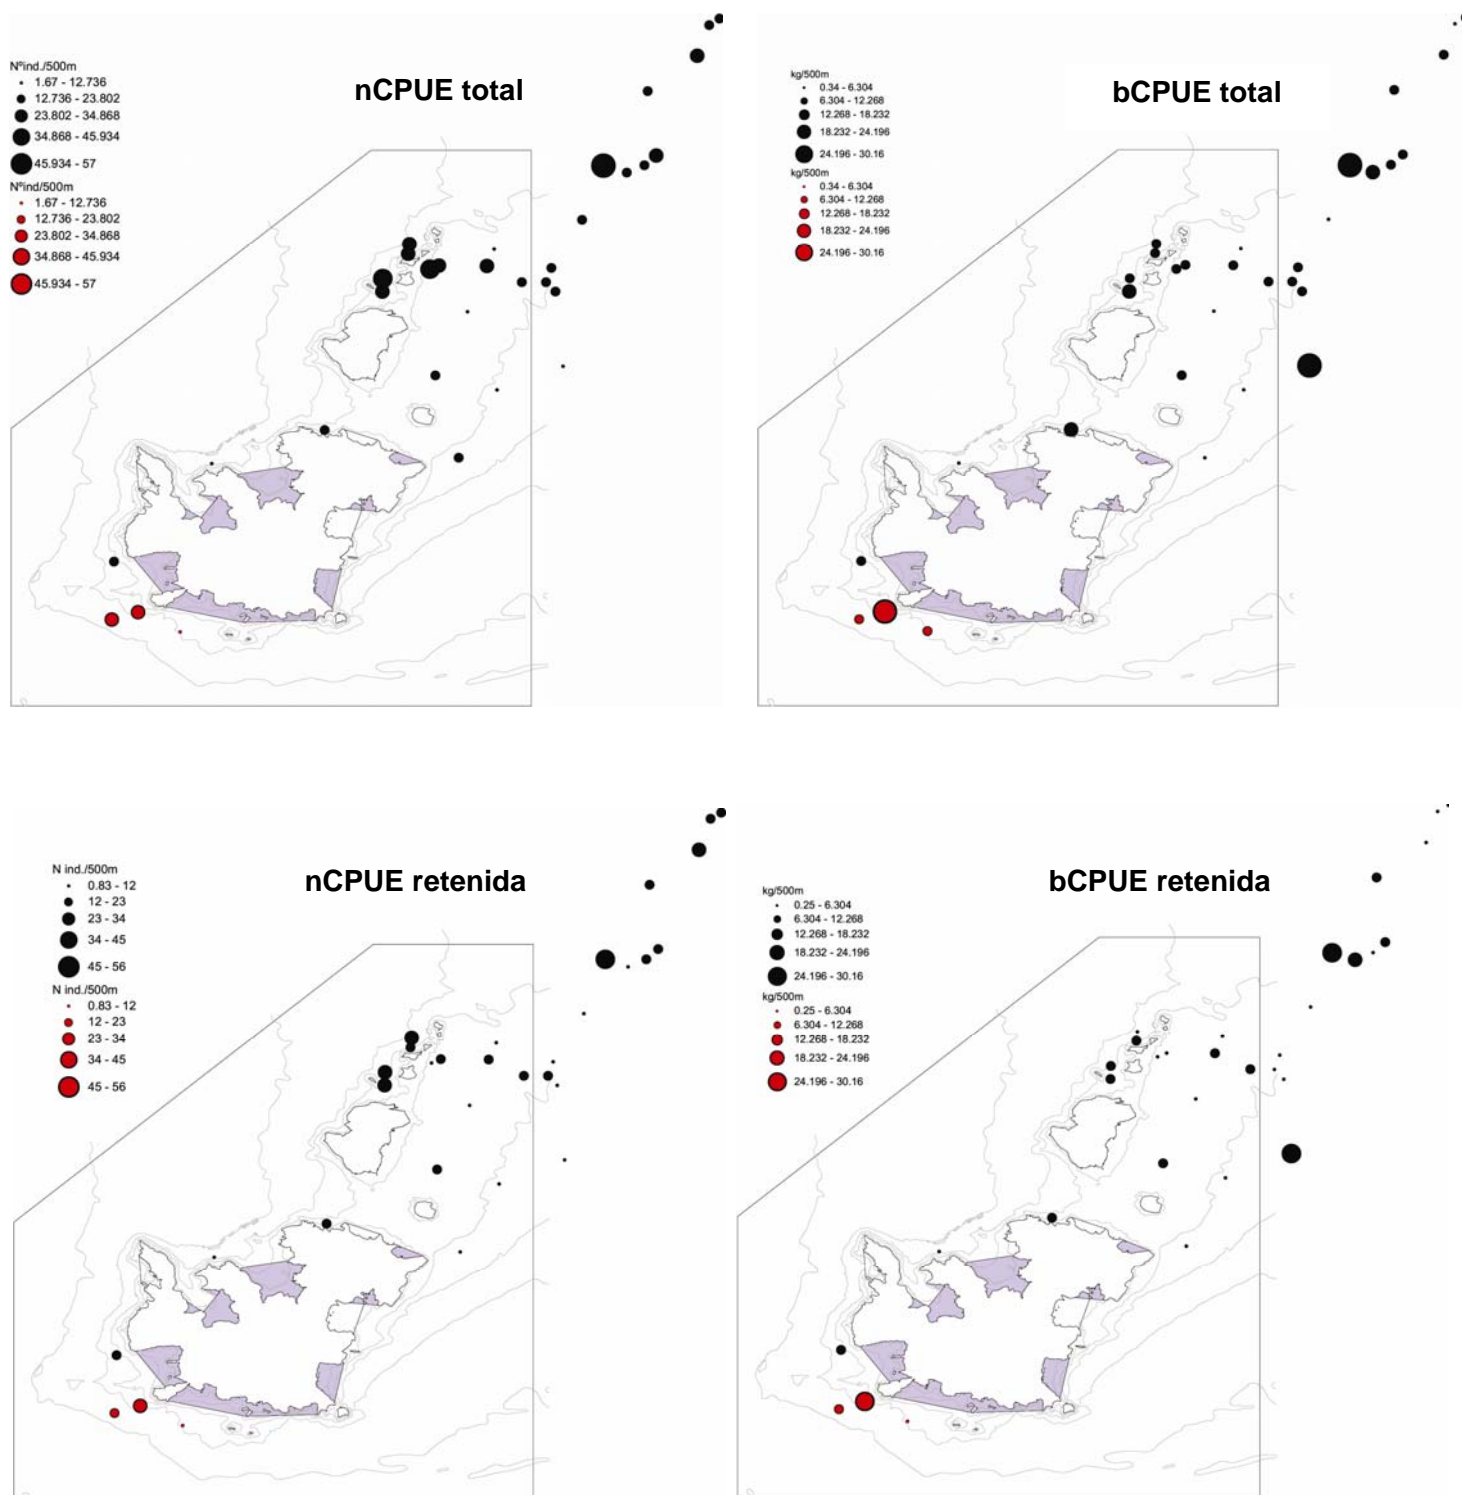 nCPUE total
Nºind./500m
1.67 - 12.736
12.736 - 23.802
23.802 - 34.868
34.868 - 45.934
45.934 - 57
Nºind/500m
1.67 - 12.736
12.736 - 23.802
23.802 - 34.868
34.868 - 45.934
45.934 - 57
bCPUE total
kg/500m
0.34 - 6.304
6.304 - 12.268
12.268 - 18.232
18.232 - 24.196
24.196 - 30.16
kg/500m
0.34 - 6.304
6.304 - 12.268
12.268 - 18.232
18.232 - 24.196
24.196 - 30.16
nCPUE retenida
N ind./500m
0.83 - 12
12 - 23
23 - 34
34 - 45
45 - 56
N ind./500m
0.83 - 12
12 - 23
23 - 34
34 - 45
45 - 56
bCPUE retenida
kg/500m
0.25 - 6.304
6.304 - 12.268
12.268 - 18.232
18.232 - 24.196
24.196 - 30.16
kg/500m
0.25 - 6.304
6.304 - 12.268
12.268 - 18.232
18.232 - 24.196
24.196 - 30.16